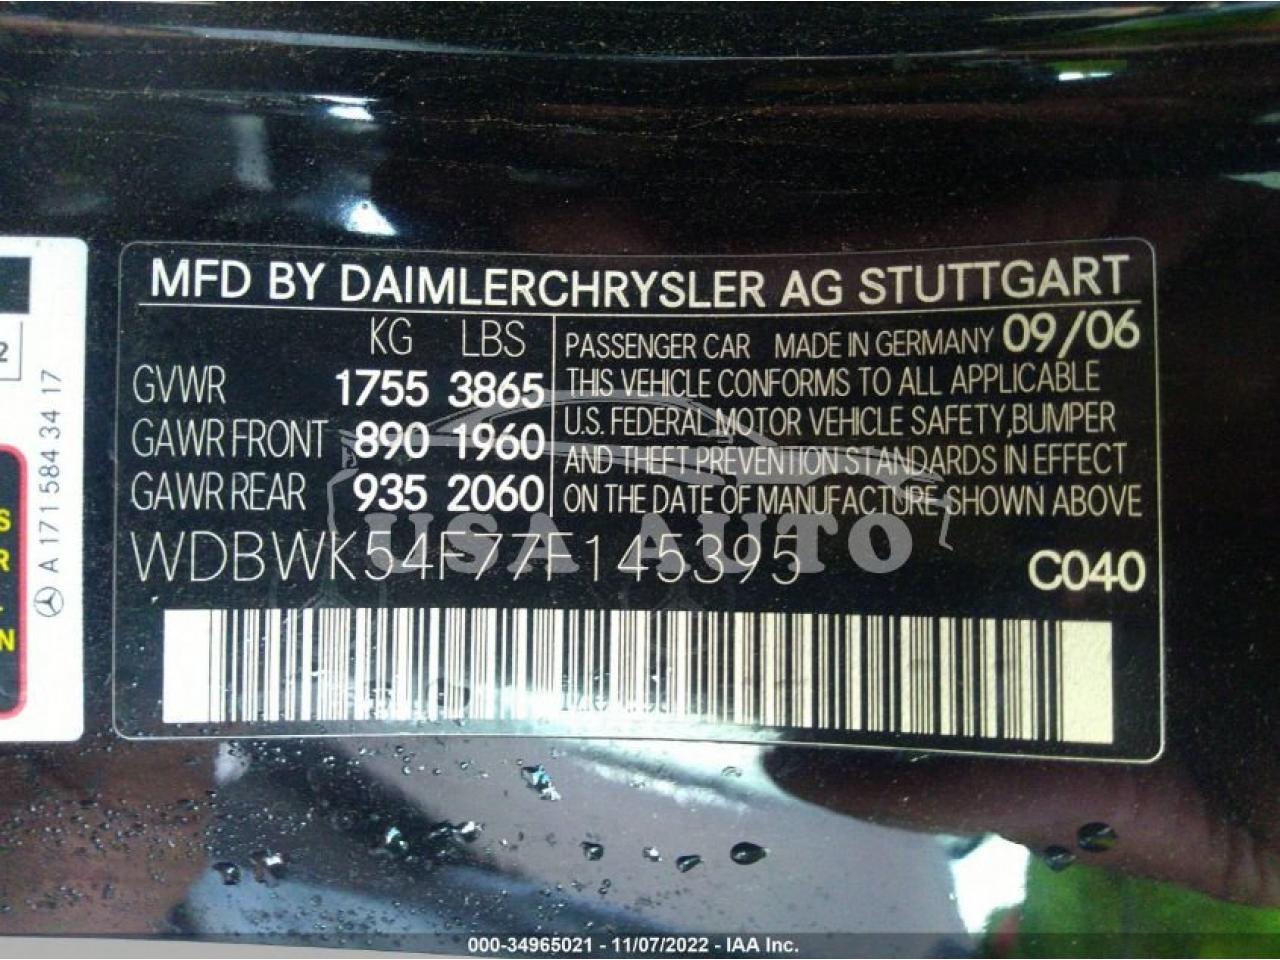 MFD BY DAIMLERCHRYSLER AG STUTTGART
KG LBS
GVWR 1755 3865
GAWR FRONT 890 1960
GAWR REAR 935 2060
PASSENGER CAR MADE IN GERMANY 09/06
THIS VEHICLE CONFORMS TO ALL APPLICABLE
U.S. FEDERAL MOTOR VEHICLE SAFETY, BUMPER
AND THEFT PREVENTION STANDARDS IN EFFECT
ON THE DATE OF MANUFACTURE SHOWN ABOVE
WDBWK54F77F145395
C040
USA AUTO
A 171 584 34 17
2
S
R
N
000-34965021 - 11/07/2022 - IAA Inc.